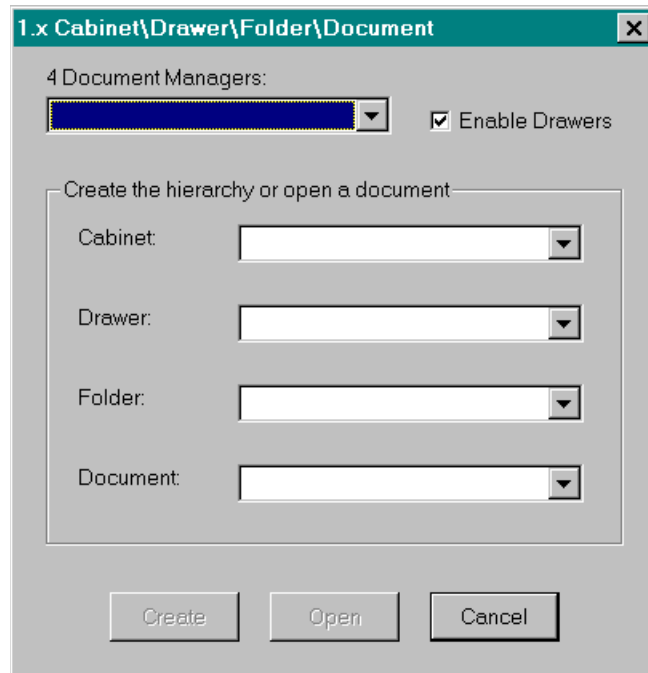 1.x Cabinet\Drawer\Folder\Document
4 Document Managers:
Enable Drawers
Create the hierarchy or open a document
Cabinet:
Drawer:
Folder:
Document:
Create Open Cancel